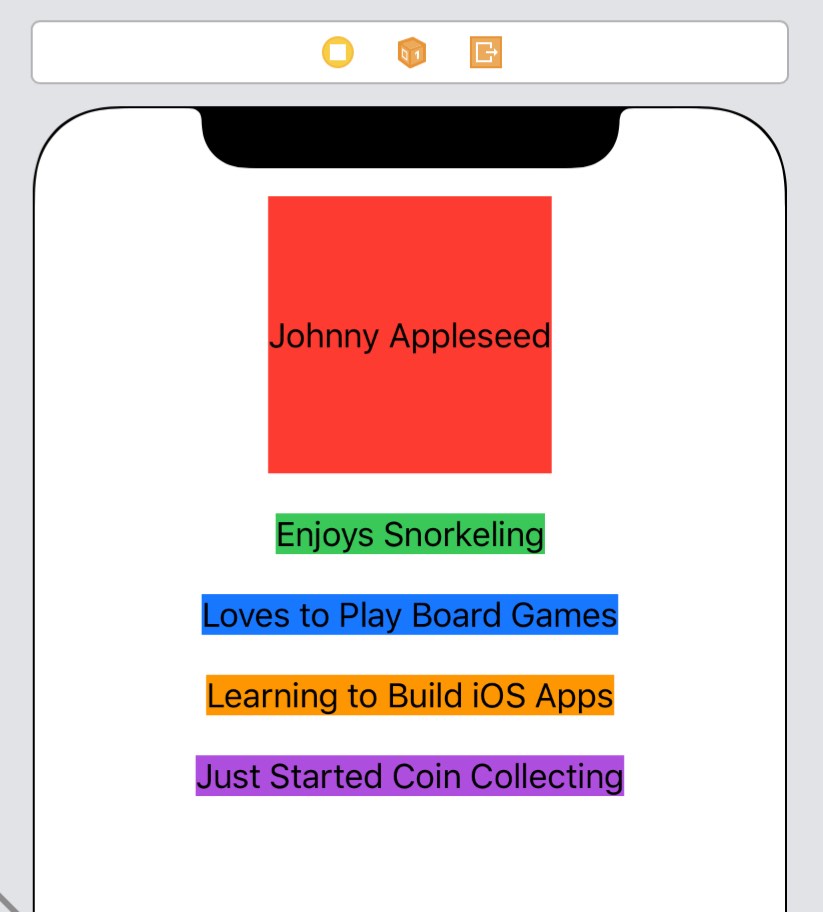 Johnny Appleseed
Enjoys Snorkeling
Loves to Play Board Games
Learning to Build iOS Apps
Just Started Coin Collecting